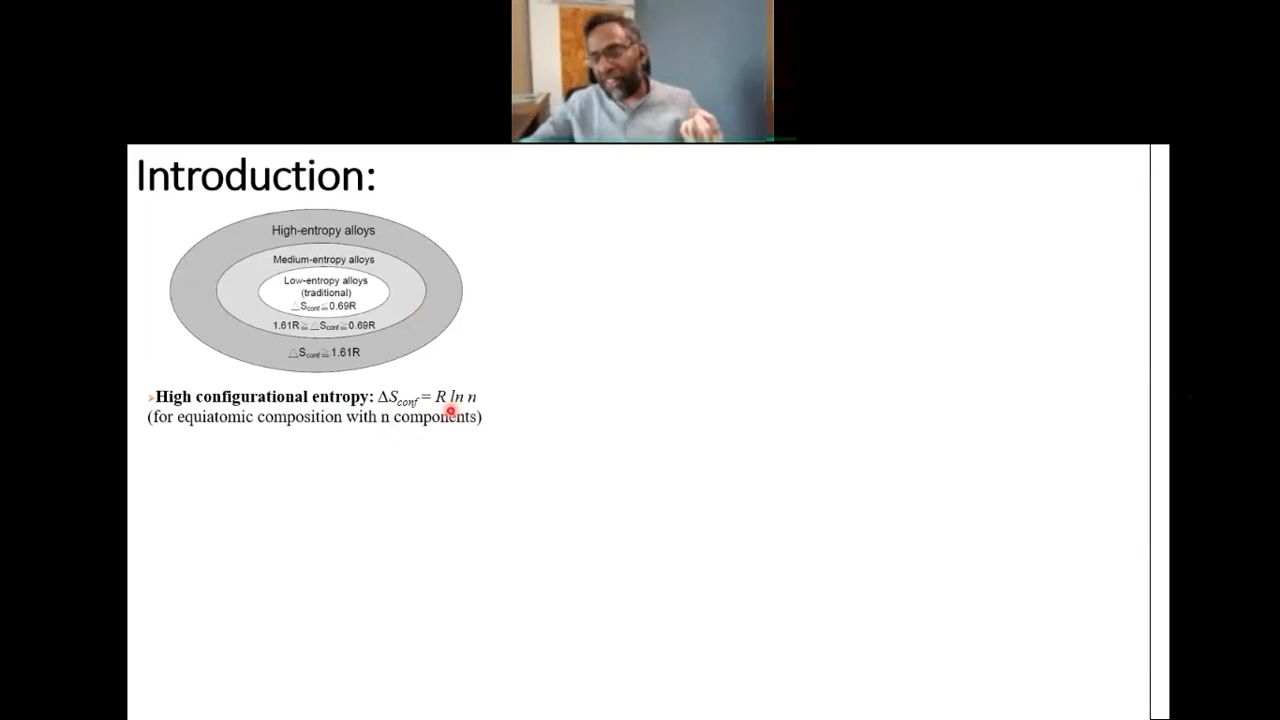 Introduction:
High-entropy alloys
Medium-entropy alloys
Low-entropy alloys
(traditional)
△Sconf≦0.69R
1.61R≧△Sconf≧0.69R
△Sconf≧1.61R
➢High configurational entropy: ΔSconf = R ln n
(for equiatomic composition with n components)